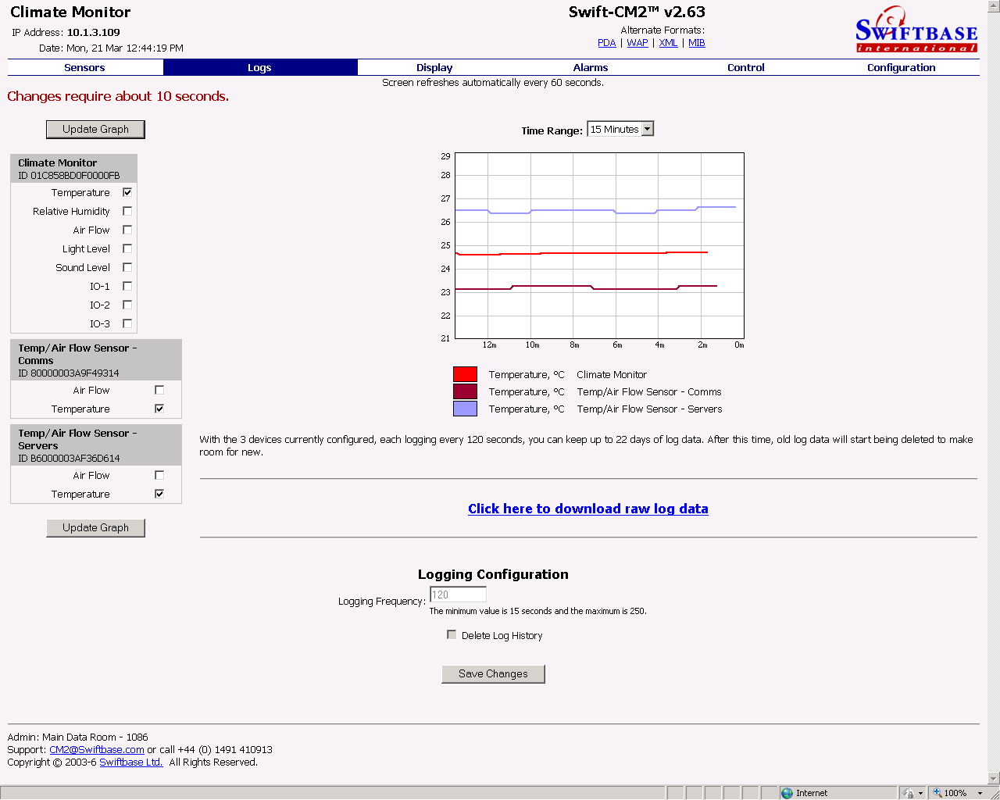 Climate Monitor
IP Address: 10.1.3.109
Date: Mon, 21 Mar 12:44:19 PM
Swift-CM2™ v2.63
Alternate Formats:
PDA | WAP | XML | MIB
SWIFTBASE
international
Sensors Logs Display Alarms Control Configuration
Screen refreshes automatically every 60 seconds.
Changes require about 10 seconds.
Update Graph
Climate Monitor
ID 01C858BD0F0000FB
Temperature
Relative Humidity
Air Flow
Light Level
Sound Level
IO-1
IO-2
IO-3
Temp/Air Flow Sensor -
Comms
ID 80000003A9F49314
Air Flow
Temperature
Temp/Air Flow Sensor -
Servers
ID B6000003AF36D614
Air Flow
Temperature
Update Graph
Time Range: 15 Minutes
29
28
27
26
25
24
23
22
21
12m 10m 8m 6m 4m 2m 0m
Temperature, ºC Climate Monitor
Temperature, ºC Temp/Air Flow Sensor - Comms
Temperature, ºC Temp/Air Flow Sensor - Servers
With the 3 devices currently configured, each logging every 120 seconds, you can keep up to 22 days of log data. After this time, old log data will start being deleted to make
room for new.
Click here to download raw log data
Logging Configuration
Logging Frequency: 120
The minimum value is 15 seconds and the maximum is 250.
Delete Log History
Save Changes
Admin: Main Data Room - 1086
Support: CM2@Swiftbase.com or call +44 (0) 1491 410913
Copyright © 2003-6 Swiftbase Ltd. All Rights Reserved.
Internet
100%